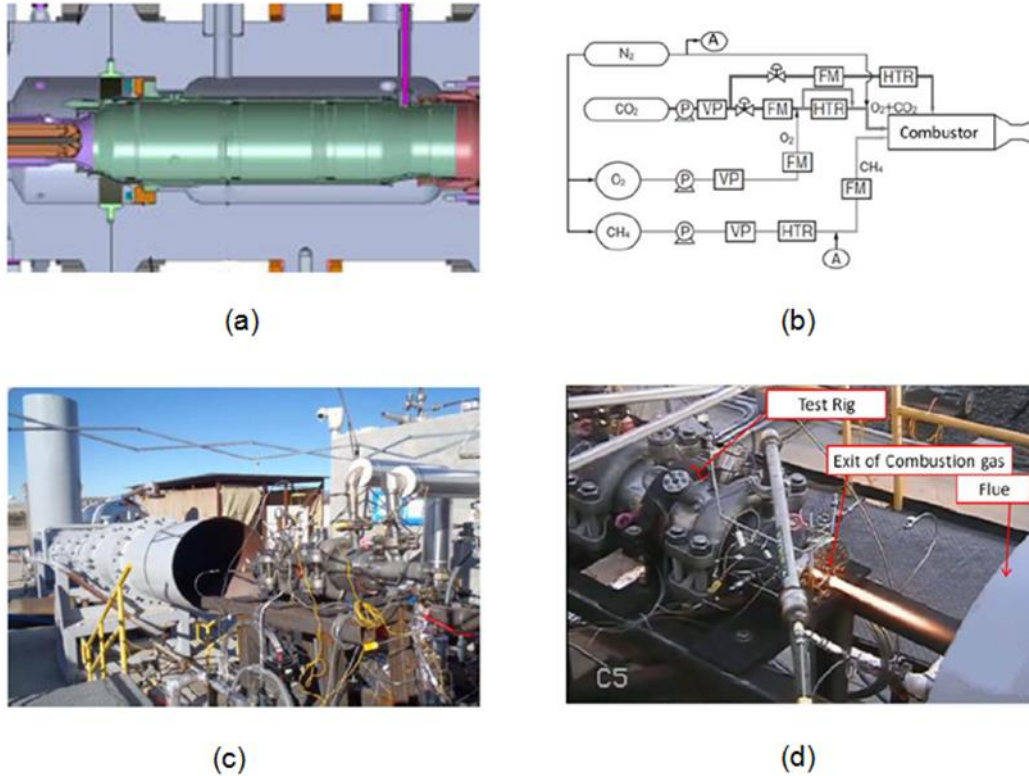 A
N₂
FM
HTR
CO₂
P
VP
FM
HTR
O₂+CO₂
Combustor
O₂
FM
CH₄
FM
O₂
P
VP
CH₄
P
VP
HTR
A
(a)
(b)
Test Rig
Exit of Combustion gas
Flue
C5
(c)
(d)